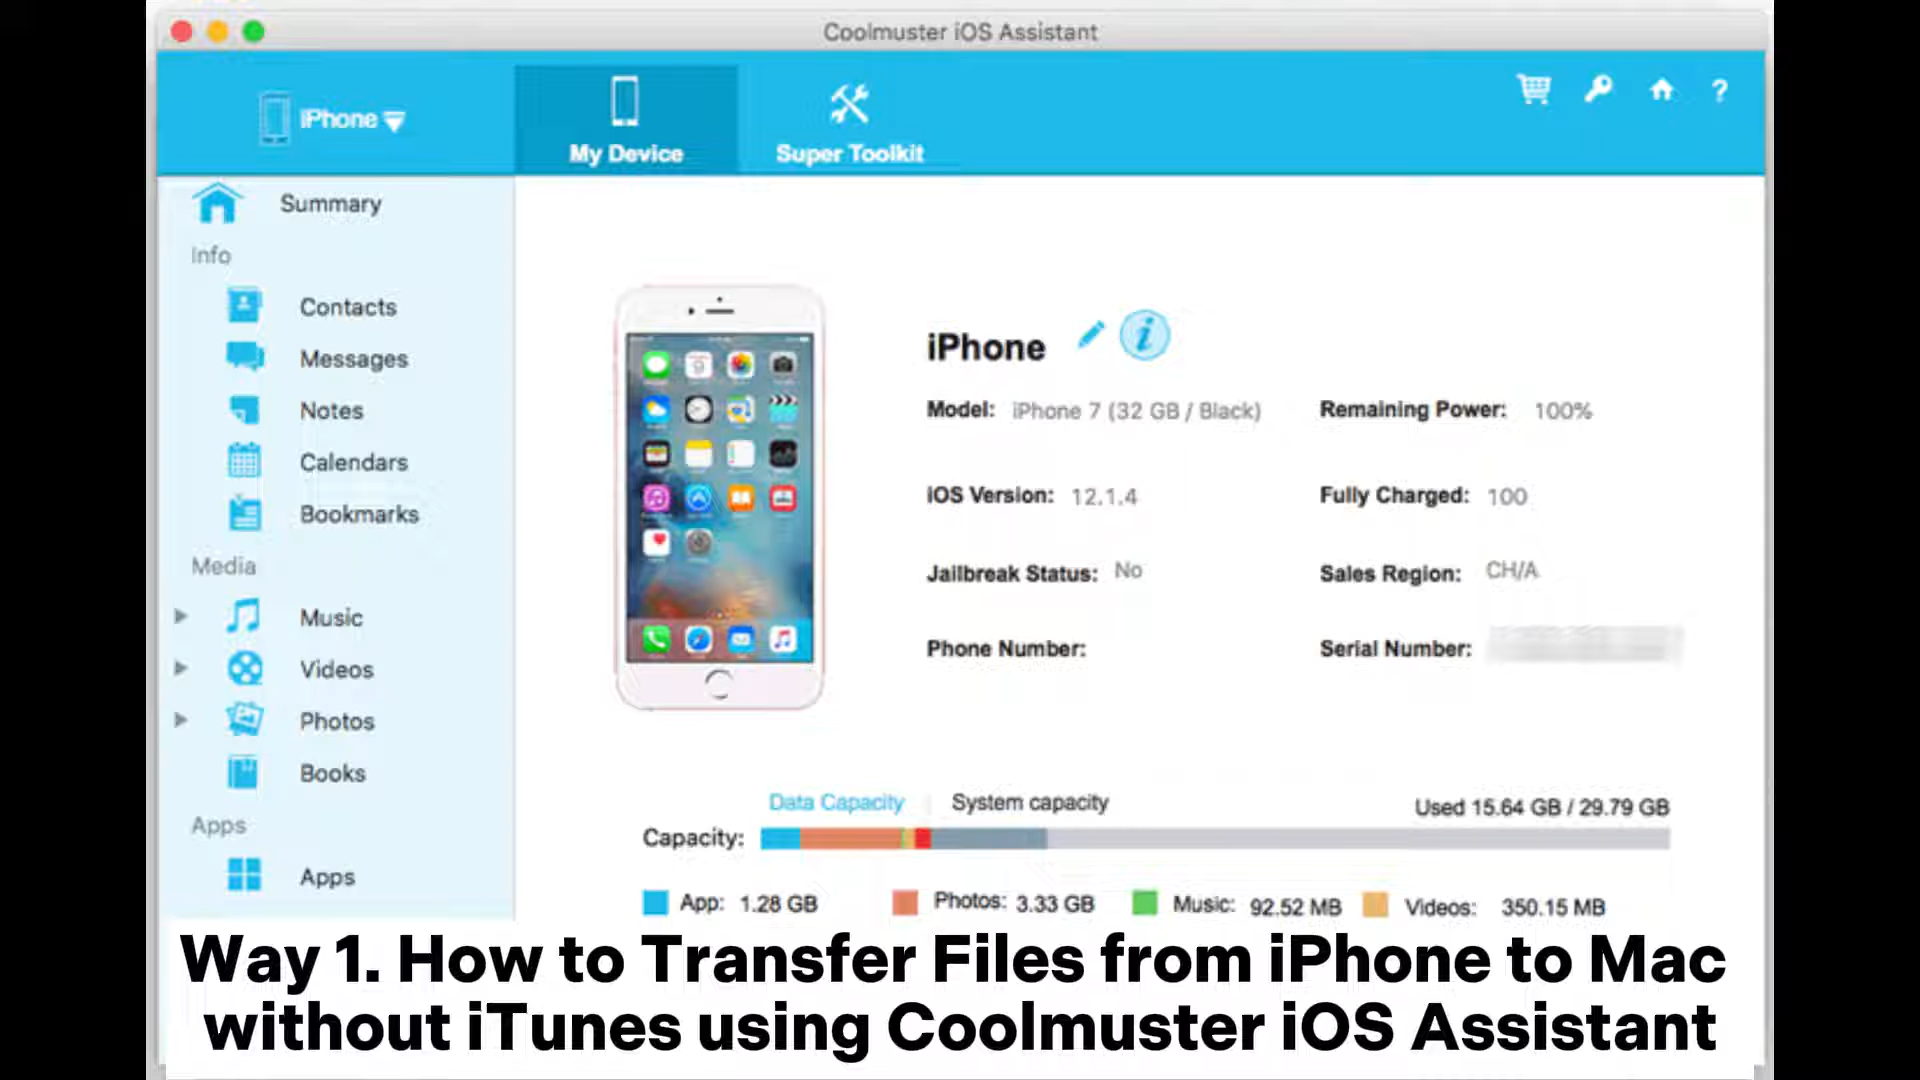 Coolmuster iOS Assistant
iPhone
My Device
Super Toolkit
?
Summary
Info
Contacts
Messages
Notes
Calendars
Bookmarks
Media
Music
Videos
Photos
Books
Apps
Apps
iPhone
i
Model: iPhone 7 (32 GB / Black)
Remaining Power: 100%
iOS Version: 12.1.4
Fully Charged: 100
Jailbreak Status: No
Sales Region: CH/A
Phone Number:
Serial Number:
Data Capacity
System capacity
Used 15.64 GB / 29.79 GB
Capacity:
App: 1.28 GB
Photos: 3.33 GB
Music: 92.52 MB
Videos: 350.15 MB
Way 1. How to Transfer Files from iPhone to Mac
without iTunes using Coolmuster iOS Assistant